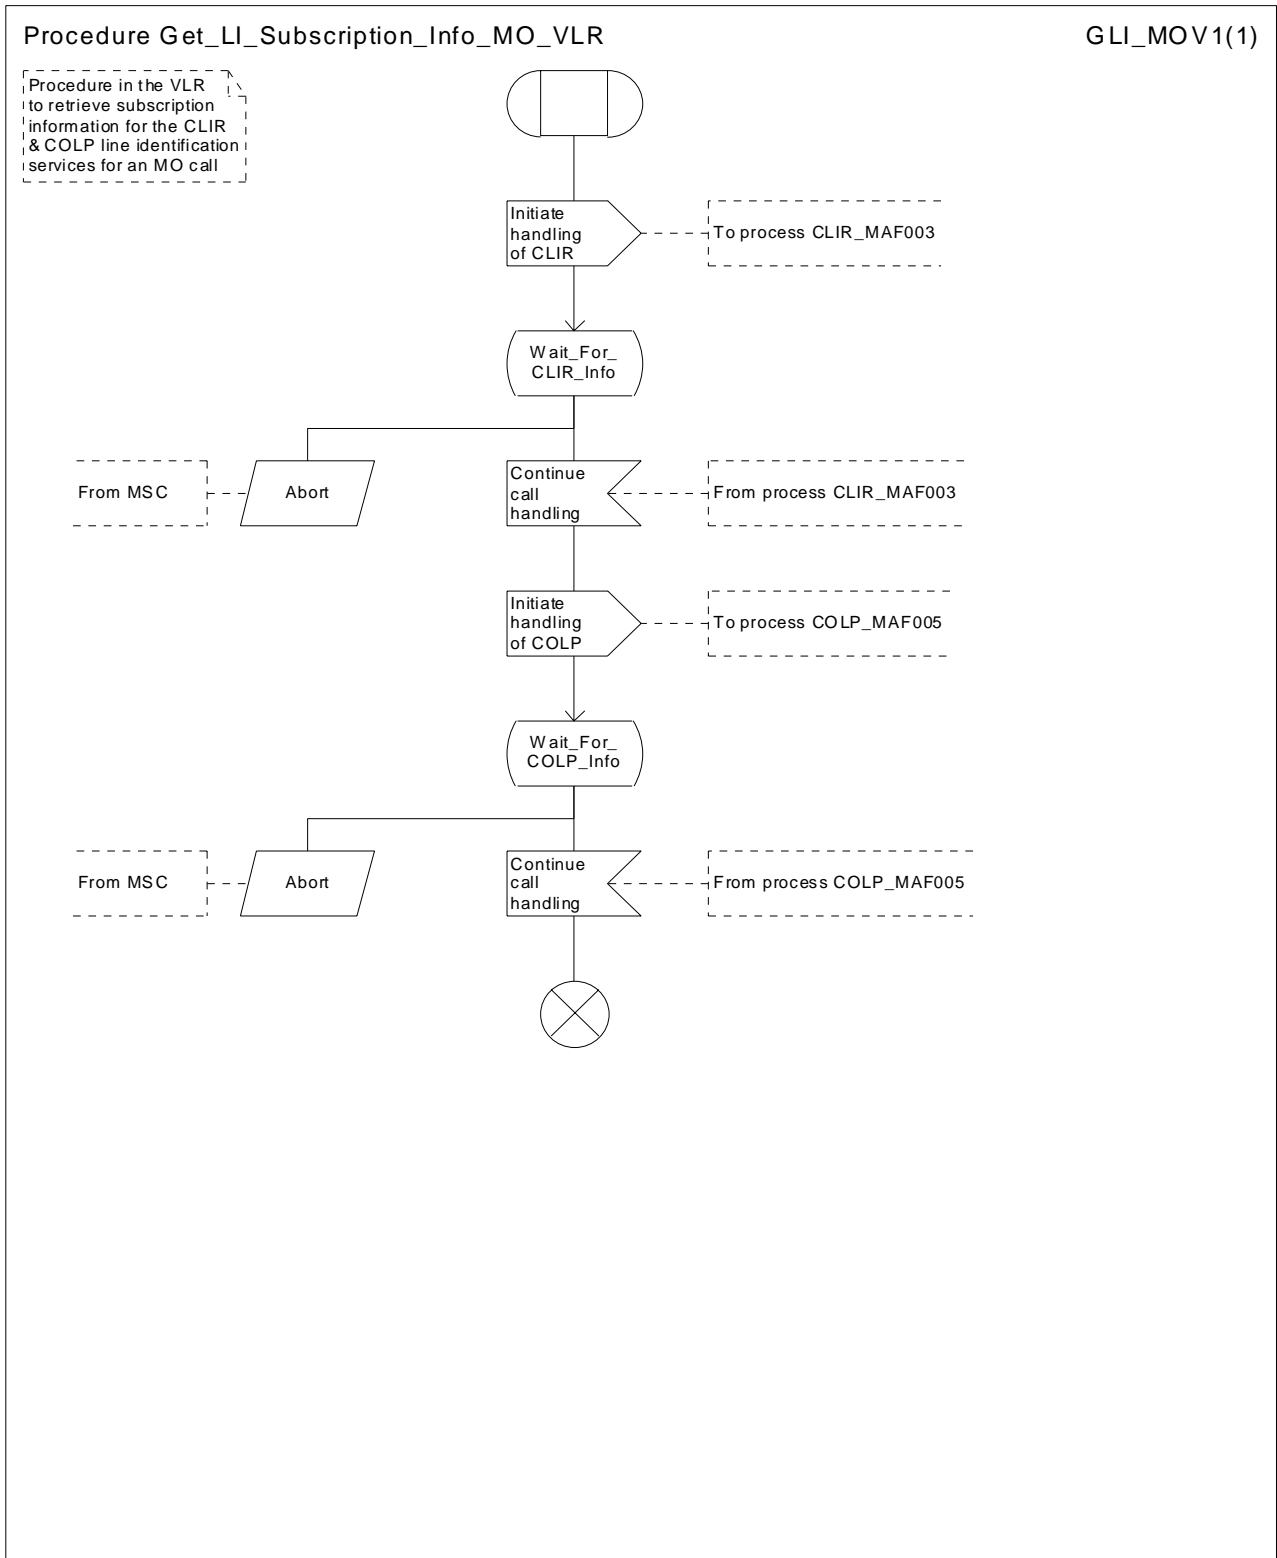 Procedure Get_LI_Subscription_Info_MO_VLR
GLI_MOV1(1)
Procedure in the VLR
to retrieve subscription
information for the CLIR
& COLP line identification
services for an MO call
Initiate
handling
of CLIR
To process CLIR_MAF003
Wait_For_
CLIR_Info
From MSC
Abort
Continue
call
handling
From process CLIR_MAF003
Initiate
handling
of COLP
To process COLP_MAF005
Wait_For_
COLP_Info
From MSC
Abort
Continue
call
handling
From process COLP_MAF005